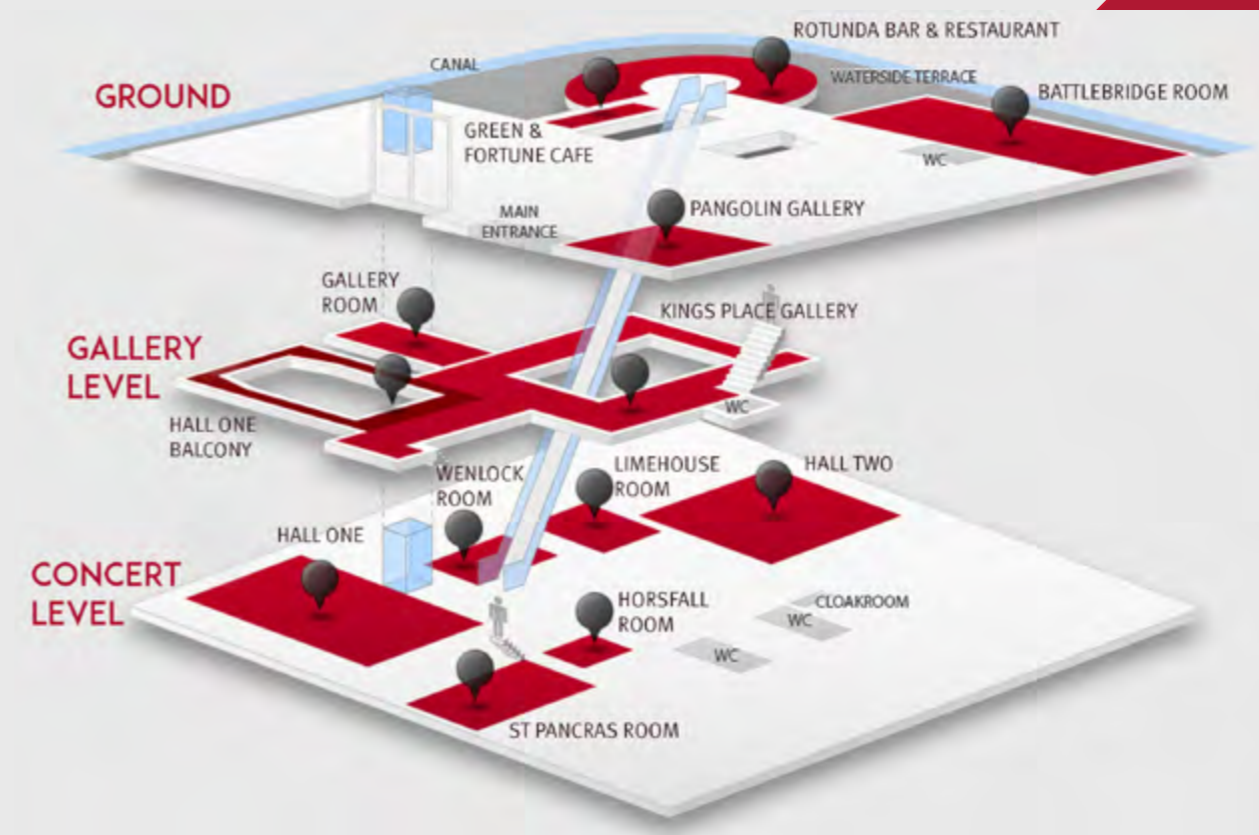 ROTUNDA BAR & RESTAURANT
CANAL
WATERSIDE TERRACE
GROUND
BATTLEBRIDGE ROOM
GREEN &
FORTUNE CAFE
WC
MAIN
ENTRANCE
PANGOLIN GALLERY
GALLERY
ROOM
KINGS PLACE GALLERY
GALLERY
LEVEL
WC
HALL ONE
BALCONY
WENLOCK
ROOM
LIMEHOUSE
ROOM
HALL TWO
HALL ONE
CONCERT
LEVEL
HORSFALL
ROOM
CLOAKROOM
WC
WC
ST PANCRAS ROOM